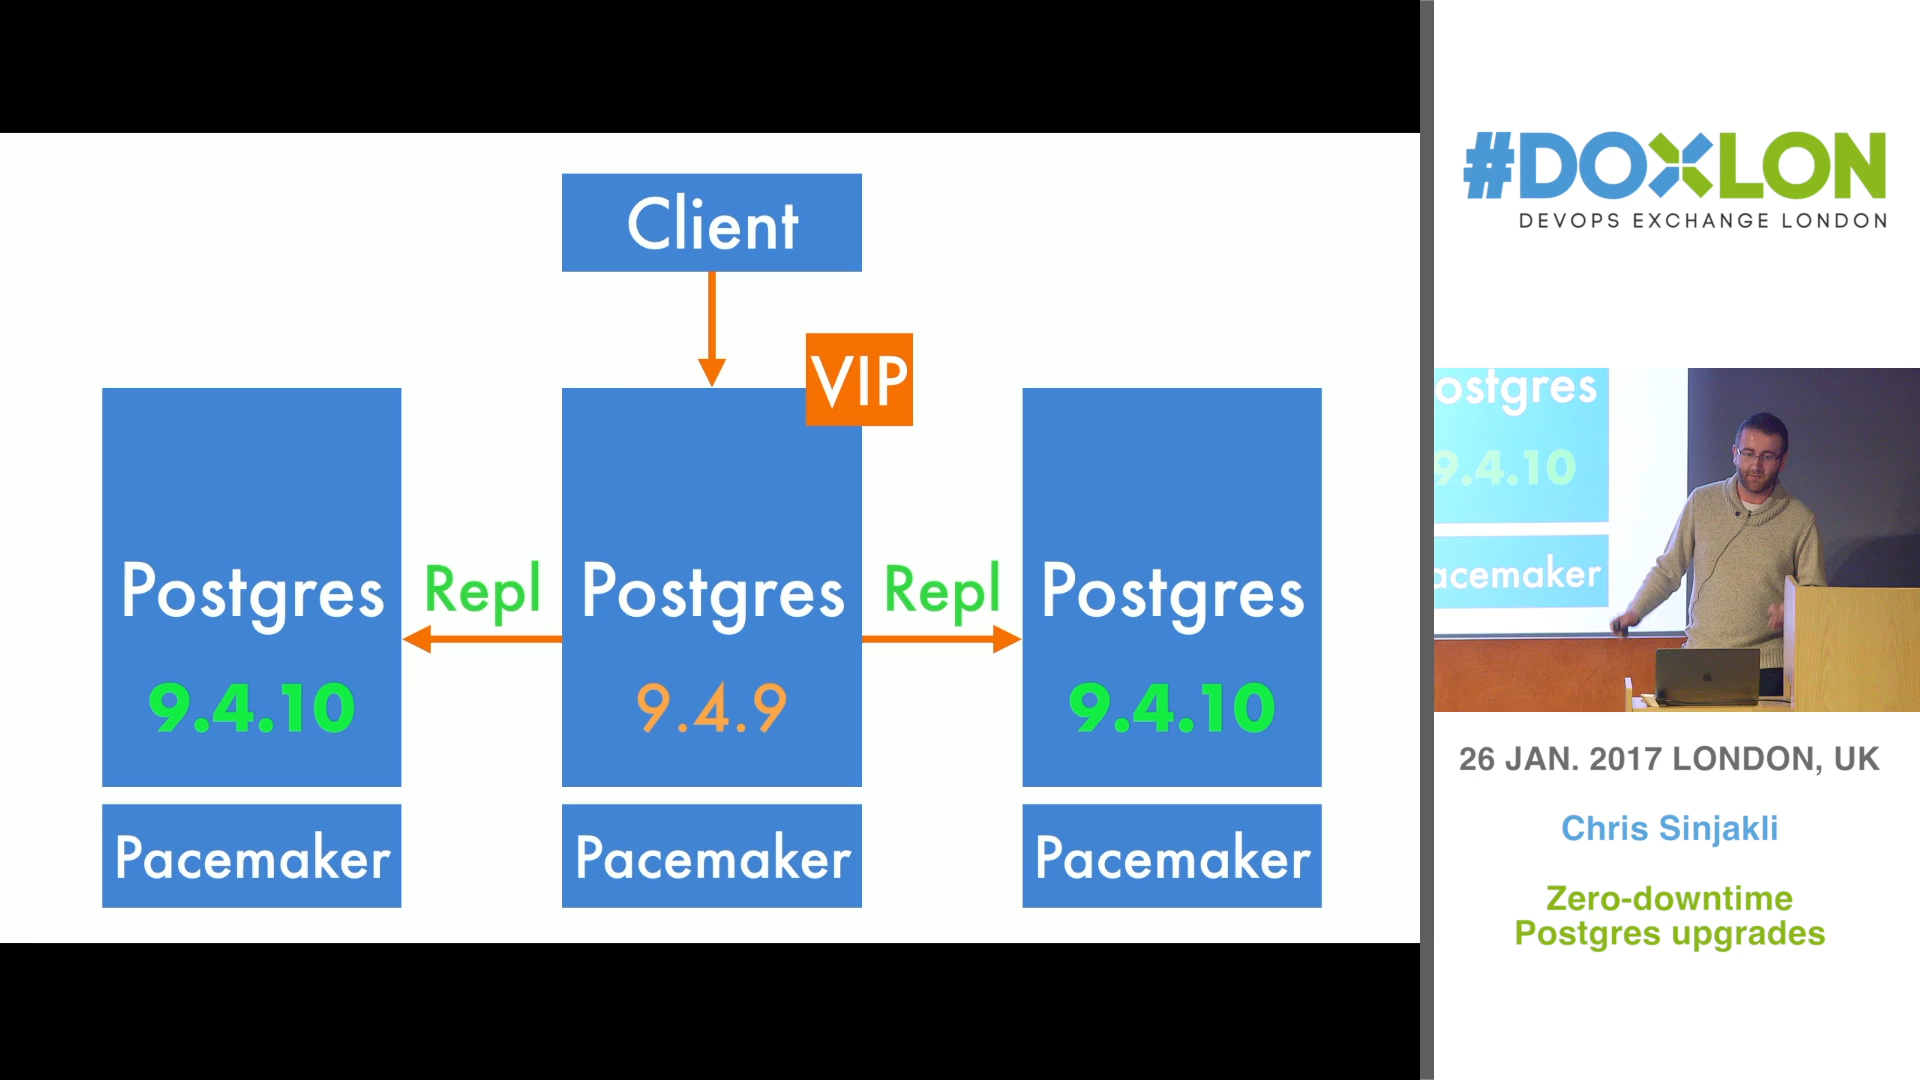 Client
VIP
Postgres
9.4.10
Repl
Postgres
9.4.9
Repl
Postgres
9.4.10
Pacemaker
Pacemaker
Pacemaker
#DOXLON
DEVOPS EXCHANGE LONDON
ostgres
9.4.10
acemaker
26 JAN. 2017 LONDON, UK
Chris Sinjakli
Zero-downtime
Postgres upgrades